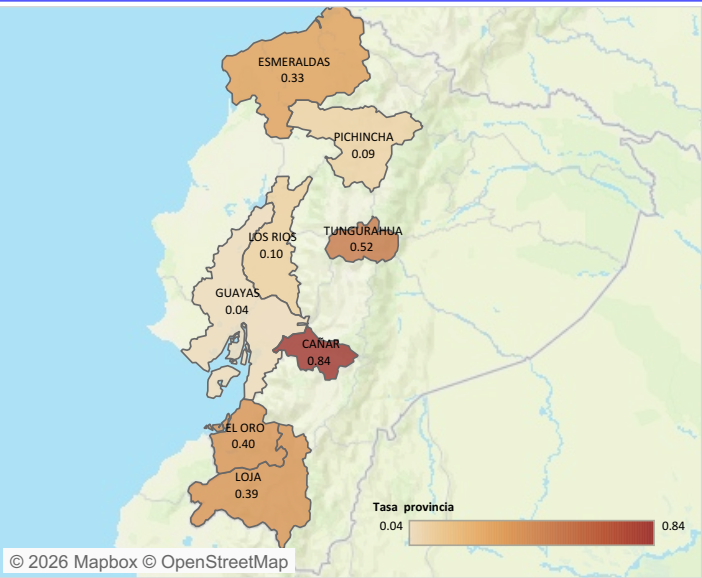 ESMERALDAS
0.33
PICHINCHA
0.09
TUNGURAHUA
0.52
LOS RIOS
0.10
GUAYAS
0.04
CAÑAR
0.84
EL ORO
0.40
LOJA
0.39
Tasa provincia
0.04
0.84
© 2026 Mapbox © OpenStreetMap